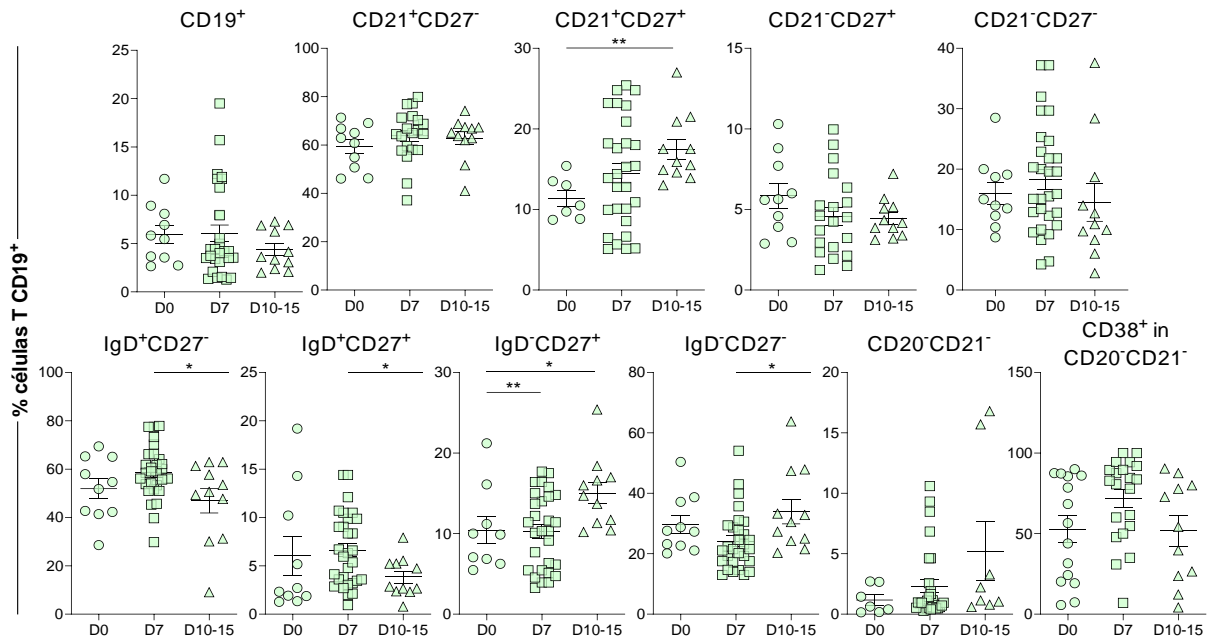 % células T CD19⁺
CD19⁺
25
20
15
10
5
0
D0 D7 D10-15
CD21⁺CD27⁻
100
80
60
40
20
0
D0 D7 D10-15
CD21⁺CD27⁺
**
30
20
10
0
D0 D7 D10-15
CD21⁻CD27⁺
15
10
5
0
D0 D7 D10-15
CD21⁻CD27⁻
40
30
20
10
0
D0 D7 D10-15
IgD⁺CD27⁻
*
100
80
60
40
20
0
D0 D7 D10-15
IgD⁺CD27⁺
*
25
20
15
10
5
0
D0 D7 D10-15
IgD⁻CD27⁺
*
**
30
20
10
0
D0 D7 D10-15
IgD⁻CD27⁻
*
80
60
40
20
0
D0 D7 D10-15
CD20⁻CD21⁻
20
15
10
5
0
D0 D7 D10-15
CD38⁺ in
CD20⁻CD21⁻
150
100
50
0
D0 D7 D10-15